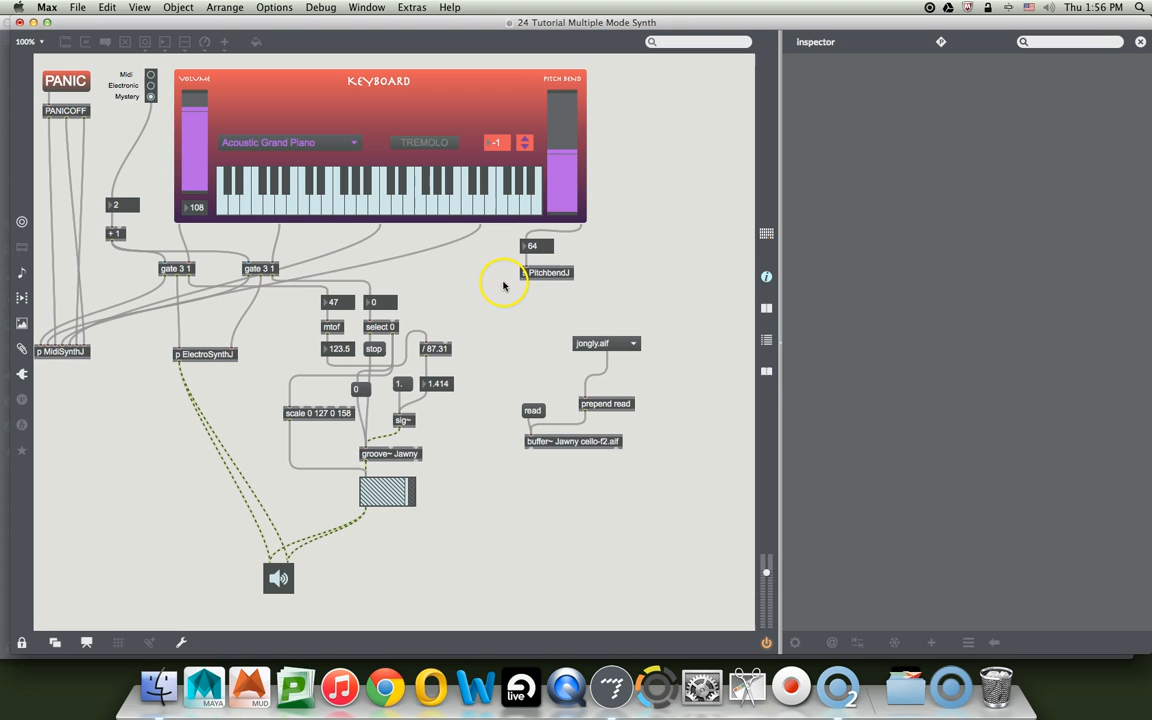 Max File Edit View Object Arrange Options Debug Window Extras Help
Thu 1:56 PM
24 Tutorial Multiple Mode Synth
100%
inspector
PANIC
PANICOFF
Midi
Electronic
Mystery
VOLUME
KEYBOARD
PITCH BEND
Acoustic Grand Piano
TREMOLO
-1
108
2
+ 1
64
gate 3 1
gate 3 1
PitchbendJ
47
0
mtof
select 0
123.5
stop
/ 87.31
jongly.aif
p MidiSynthJ
p ElectroSynthJ
0
1.
1.414
scale 0 127 0 158
sig~
read
prepend read
buffer~ Jawny cello-f2.aif
groove~ Jawny
MAYA
MUD
live
2